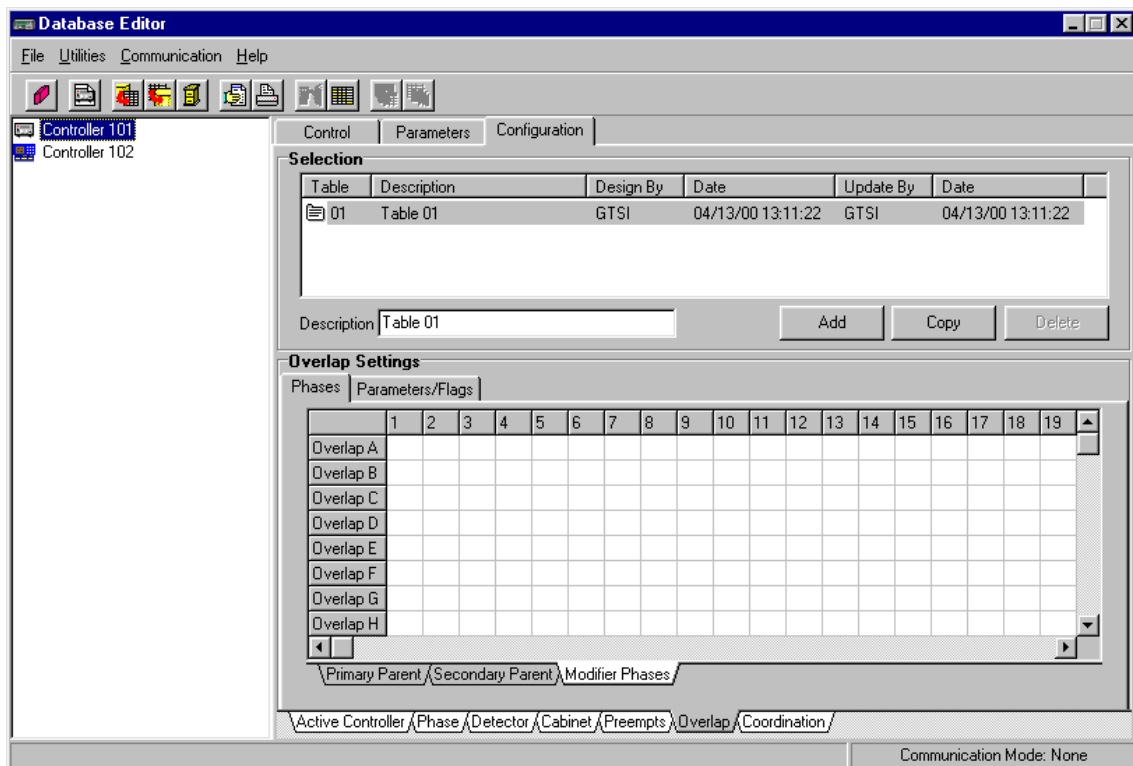 Database Editor
File Utilities Communication Help
Controller 101
Controller 102
Control Parameters Configuration
Selection
Table Description Design By Date Update By Date
01 Table 01 GTSI 04/13/00 13:11:22 GTSI 04/13/00 13:11:22
Description Table 01 Add Copy Delete
Overlap Settings
Phases Parameters/Flags
1 2 3 4 5 6 7 8 9 10 11 12 13 14 15 16 17 18 19
Overlap A
Overlap B
Overlap C
Overlap D
Overlap E
Overlap F
Overlap G
Overlap H
Primary Parent Secondary Parent Modifier Phases
Active Controller Phase Detector Cabinet Preempts Overlap Coordination
Communication Mode: None